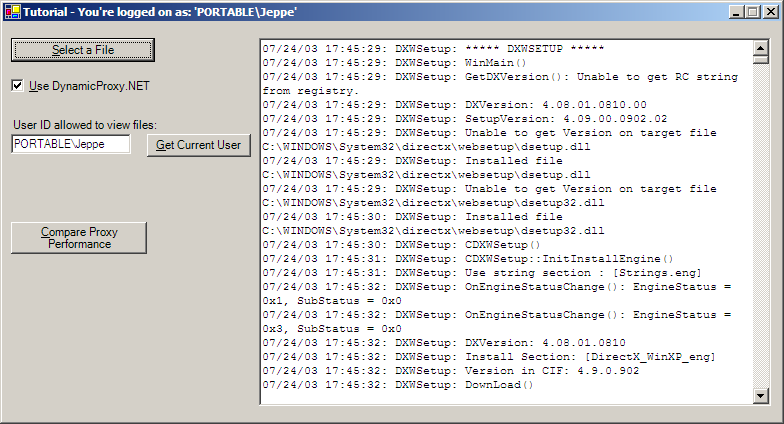 Tutorial - You're logged on as: 'PORTABLE\Jeppe'
Select a File
Use DynamicProxy.NET
User ID allowed to view files:
PORTABLE\Jeppe
Get Current User
Compare Proxy
Performance
07/24/03 17:45:29: DXWSetup: ***** DXWSETUP *****
07/24/03 17:45:29: DXWSetup: WinMain()
07/24/03 17:45:29: DXWSetup: GetDXVersion(): Unable to get RC string
from registry.
07/24/03 17:45:29: DXWSetup: DXVersion: 4.08.01.0810.00
07/24/03 17:45:29: DXWSetup: SetupVersion: 4.09.00.0902.02
07/24/03 17:45:29: DXWSetup: Unable to get Version on target file
C:\WINDOWS\System32\directx\websetup\dsetup.dll
07/24/03 17:45:29: DXWSetup: Installed file
C:\WINDOWS\System32\directx\websetup\dsetup.dll
07/24/03 17:45:29: DXWSetup: Unable to get Version on target file
C:\WINDOWS\System32\directx\websetup\dsetup32.dll
07/24/03 17:45:30: DXWSetup: Installed file
C:\WINDOWS\System32\directx\websetup\dsetup32.dll
07/24/03 17:45:30: DXWSetup: CDXWSetup()
07/24/03 17:45:31: DXWSetup: CDXWSetup::InitInstallEngine()
07/24/03 17:45:31: DXWSetup: Use string section : [Strings.eng]
07/24/03 17:45:32: DXWSetup: OnEngineStatusChange(): EngineStatus =
0x1, SubStatus = 0x0
07/24/03 17:45:32: DXWSetup: OnEngineStatusChange(): EngineStatus =
0x3, SubStatus = 0x0
07/24/03 17:45:32: DXWSetup: DXVersion: 4.08.01.0810
07/24/03 17:45:32: DXWSetup: Install Section: [DirectX_WinXP_eng]
07/24/03 17:45:32: DXWSetup: Version in CIF: 4.9.0.902
07/24/03 17:45:32: DXWSetup: DownLoad()